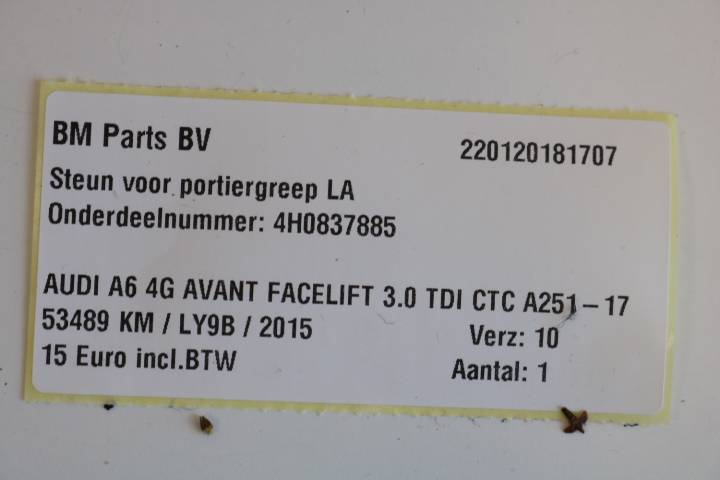 BM Parts BV 220120181707
Steun voor portiergreep LA
Onderdeelnummer: 4H0837885
AUDI A6 4G AVANT FACELIFT 3.0 TDI CTC A251-17
53489 KM / LY9B / 2015 Verz: 10
15 Euro incl.BTW Aantal: 1